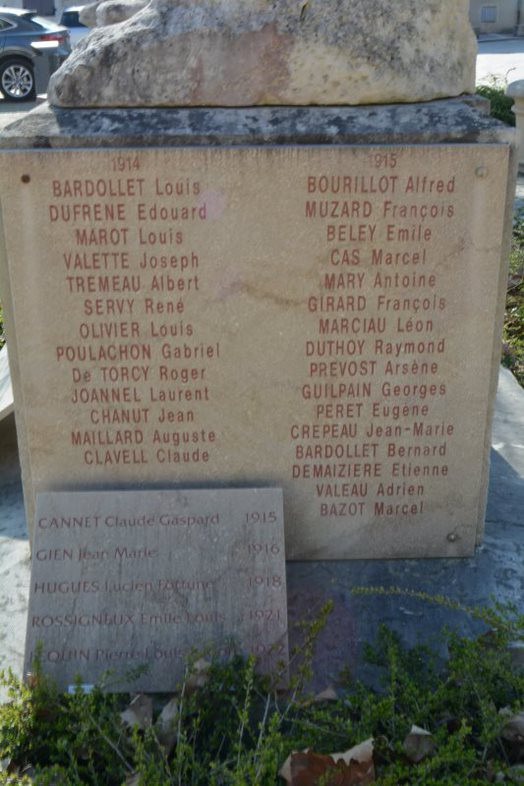 1914
BARDOLLET Louis
DUFRENE Edouard
MAROT Louis
VALETTE Joseph
TREMEAU Albert
SERVY René
OLIVIER Louis
POULACHON Gabriel
De TORCY Roger
JOANNEL Laurent
CHANUT Jean
MAILLARD Auguste
CLAVELL Claude
1915
BOURILLOT Alfred
MUZARD François
BELEY Emile
CAS Marcel
MARY Antoine
GIRARD François
MARCIAU Léon
DUTHOY Raymond
PREVOST Arsène
GUILPAIN Georges
PERET Eugène
CREPEAU Jean-Marie
BARDOLLET Bernard
DEMAIZIERE Etienne
VALEAU Adrien
BAZOT Marcel
CANNET Claude Gaspard 1915
GIEN Jean Marie 1916
HUGUES Lucien Fortune 1918
ROSSIGNEUX Emile Louis 1921
Pierre Louis